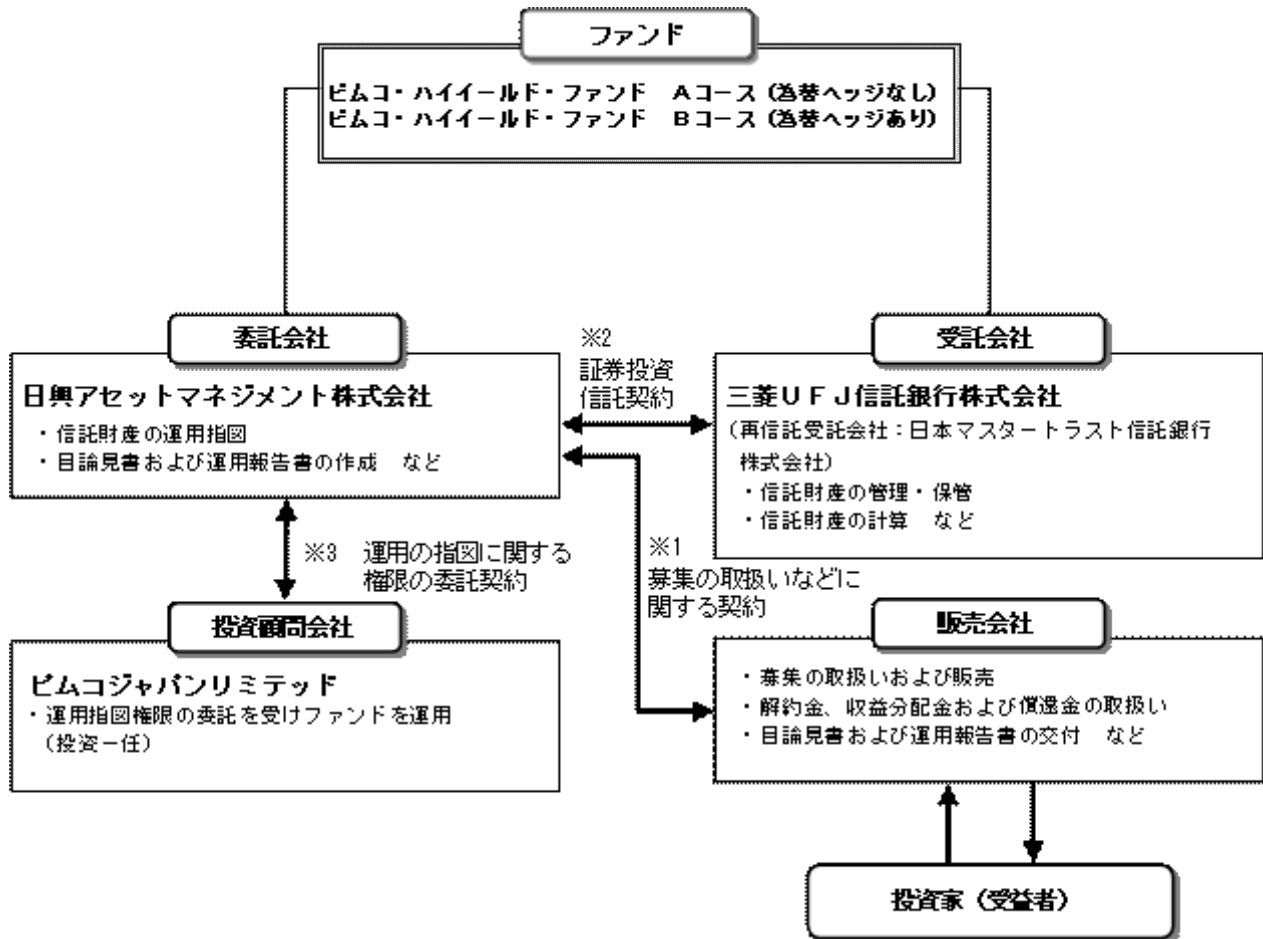 ファンド
ピムコ・ハイイールド・ファンド　Aコース（為替ヘッジなし）
ピムコ・ハイイールド・ファンド　Bコース（為替ヘッジあり）
委託会社
日興アセットマネジメント株式会社
・信託財産の運用指図
・目論見書および運用報告書の作成　など
※2
証券投資
信託契約
受託会社
三菱ＵＦＪ信託銀行株式会社
（再信託受託会社：日本マスタートラスト信託銀行
株式会社）
・信託財産の管理・保管
・信託財産の計算　など
※3　運用の指図に関する
権限の委託契約
※1
募集の取扱いなどに
関する契約
投資顧問会社
ピムコジャパンリミテッド
・運用指図権限の委託を受けファンドを運用
（投資一任）
販売会社
・募集の取扱いおよび販売
・解約金、収益分配金および償還金の取扱い
・目論見書および運用報告書の交付　など
投資家（受益者）